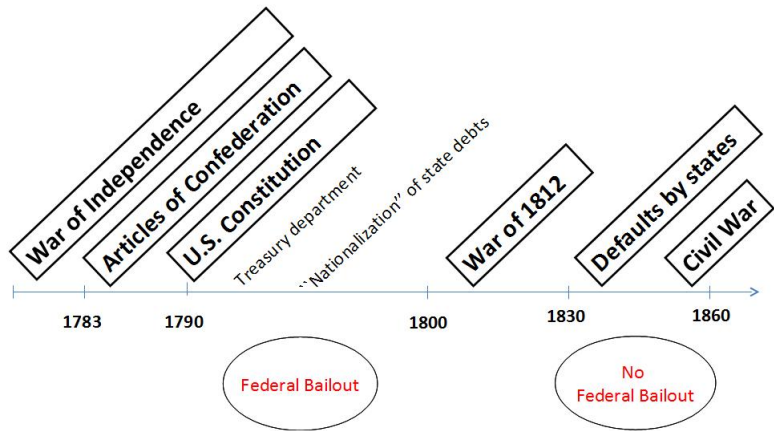 War of Independence
Articles of Confederation
U.S. Constitution
Treasury department
``Nationalization” of state debts
War of 1812
Defaults by states
Civil War
1783
1790
1800
1830
1860
Federal Bailout
No
Federal Bailout